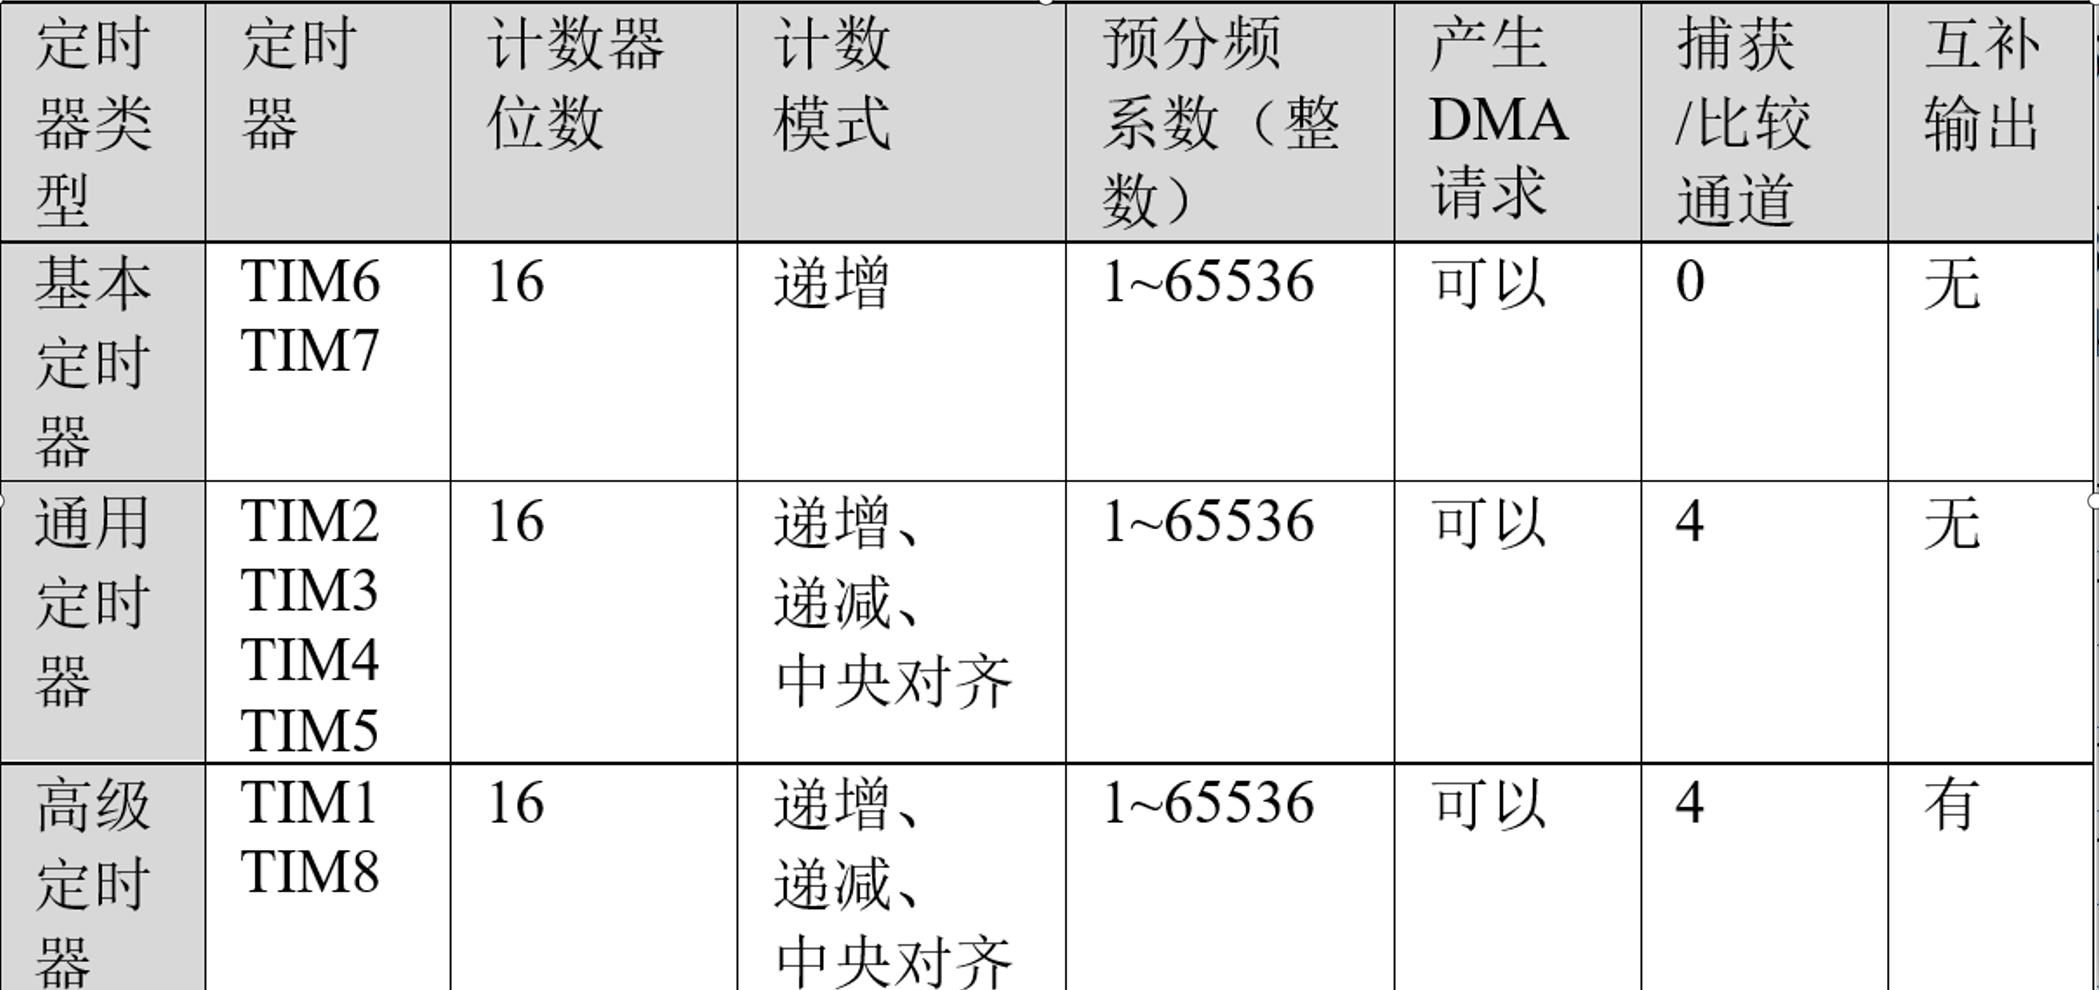 定时
器类
型
定时
器
计数器
位数
计数
模式
预分频
系数（整
数）
产生
DMA
请求
捕获
/比较
通道
互补
输出
基本
定时
器
TIM6
TIM7
16
递增
1~65536
可以
0
无
通用
定时
器
TIM2
TIM3
TIM4
TIM5
16
递增、
递减、
中央对齐
1~65536
可以
4
无
高级
定时
器
TIM1
TIM8
16
递增、
递减、
中央对齐
1~65536
可以
4
有